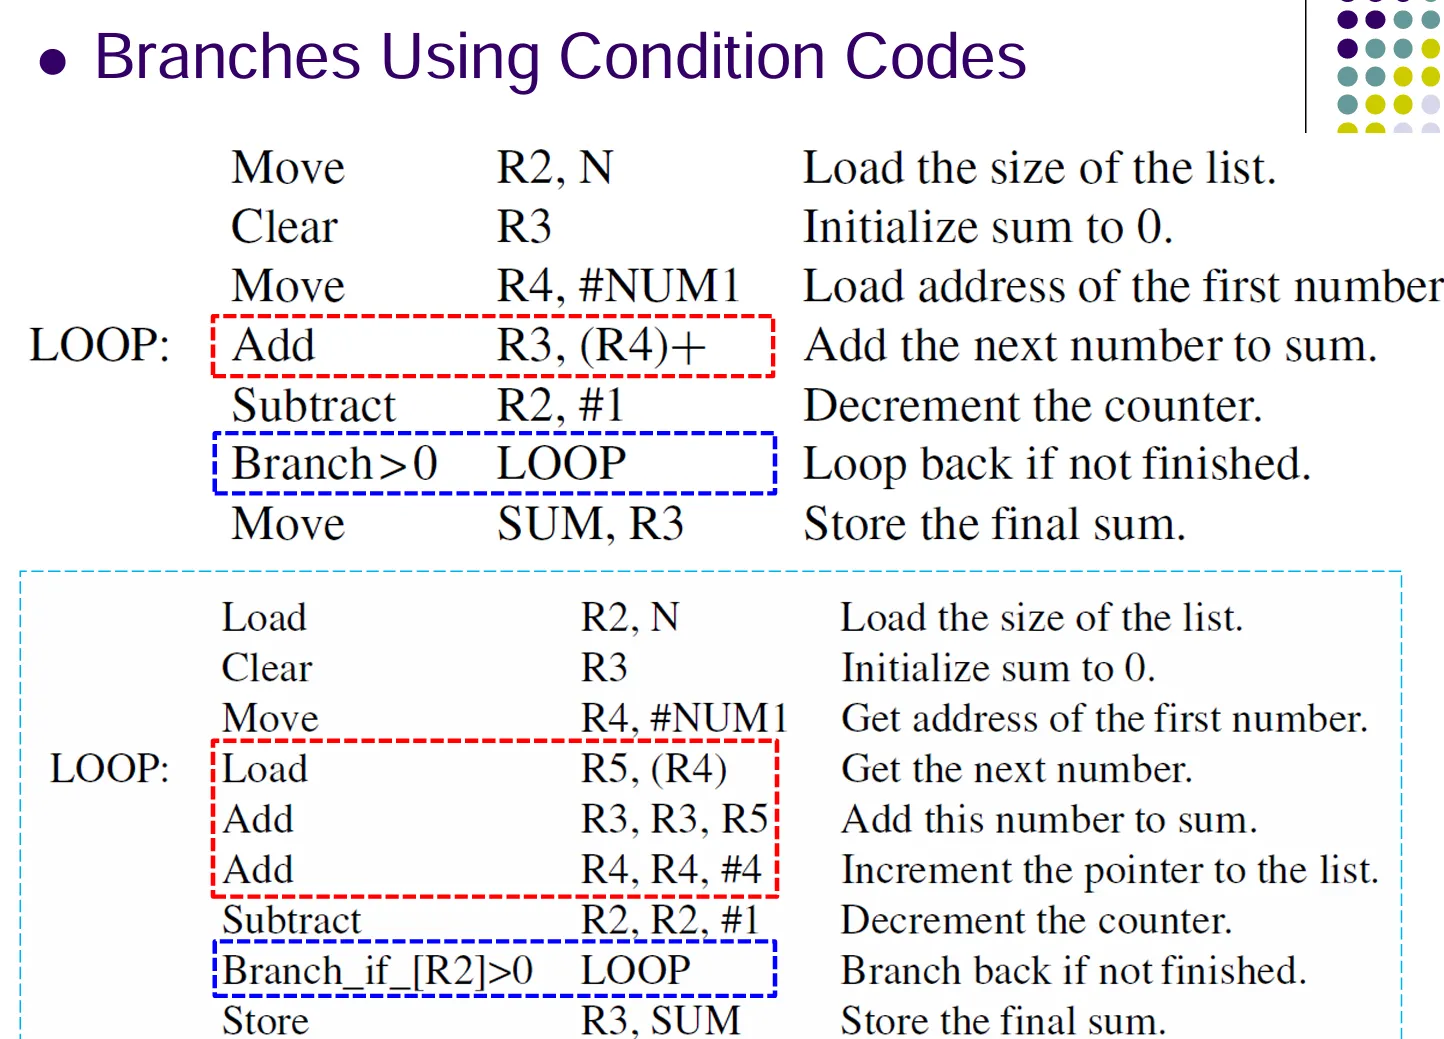 ● Branches Using Condition Codes
Move R2, N Load the size of the list.
Clear R3 Initialize sum to 0.
Move R4, #NUM1 Load address of the first number
LOOP: Add R3, (R4)+ Add the next number to sum.
Subtract R2, #1 Decrement the counter.
Branch>0 LOOP Loop back if not finished.
Move SUM, R3 Store the final sum.
Load R2, N Load the size of the list.
Clear R3 Initialize sum to 0.
Move R4, #NUM1 Get address of the first number.
LOOP: Load R5, (R4) Get the next number.
Add R3, R3, R5 Add this number to sum.
Add R4, R4, #4 Increment the pointer to the list.
Subtract R2, R2, #1 Decrement the counter.
Branch_if_[R2]>0 LOOP Branch back if not finished.
Store R3, SUM Store the final sum.